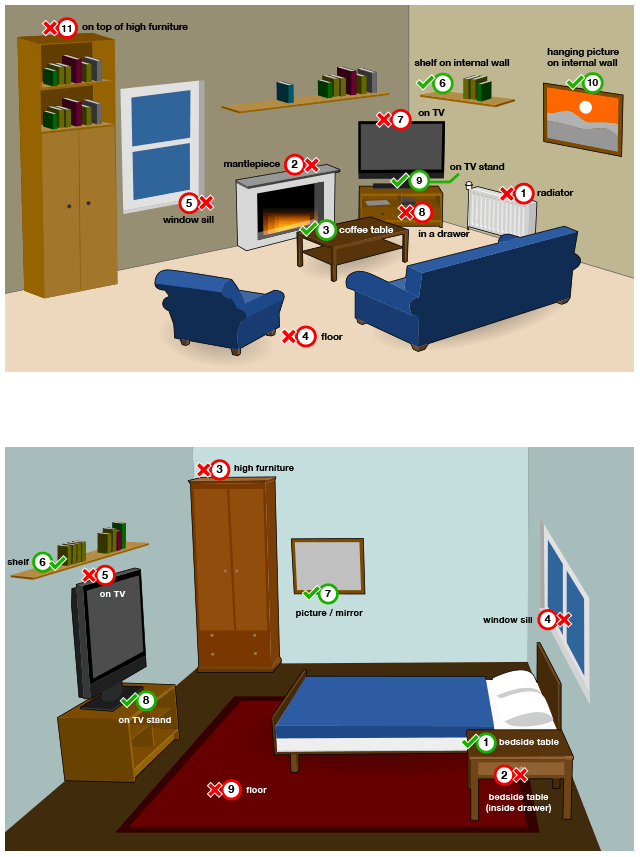 11 on top of high furniture
hanging picture
on internal wall
10
shelf on internal wall
6
7
on TV
mantlepiece 2
on TV stand
9
5
window sill
1 radiator
8
in a drawer
3 coffee table
4 floor
3 high furniture
shelf 6
5
on TV
7
picture / mirror
window sill 4
8
on TV stand
1 bedside table
2
bedside table
(inside drawer)
9 floor